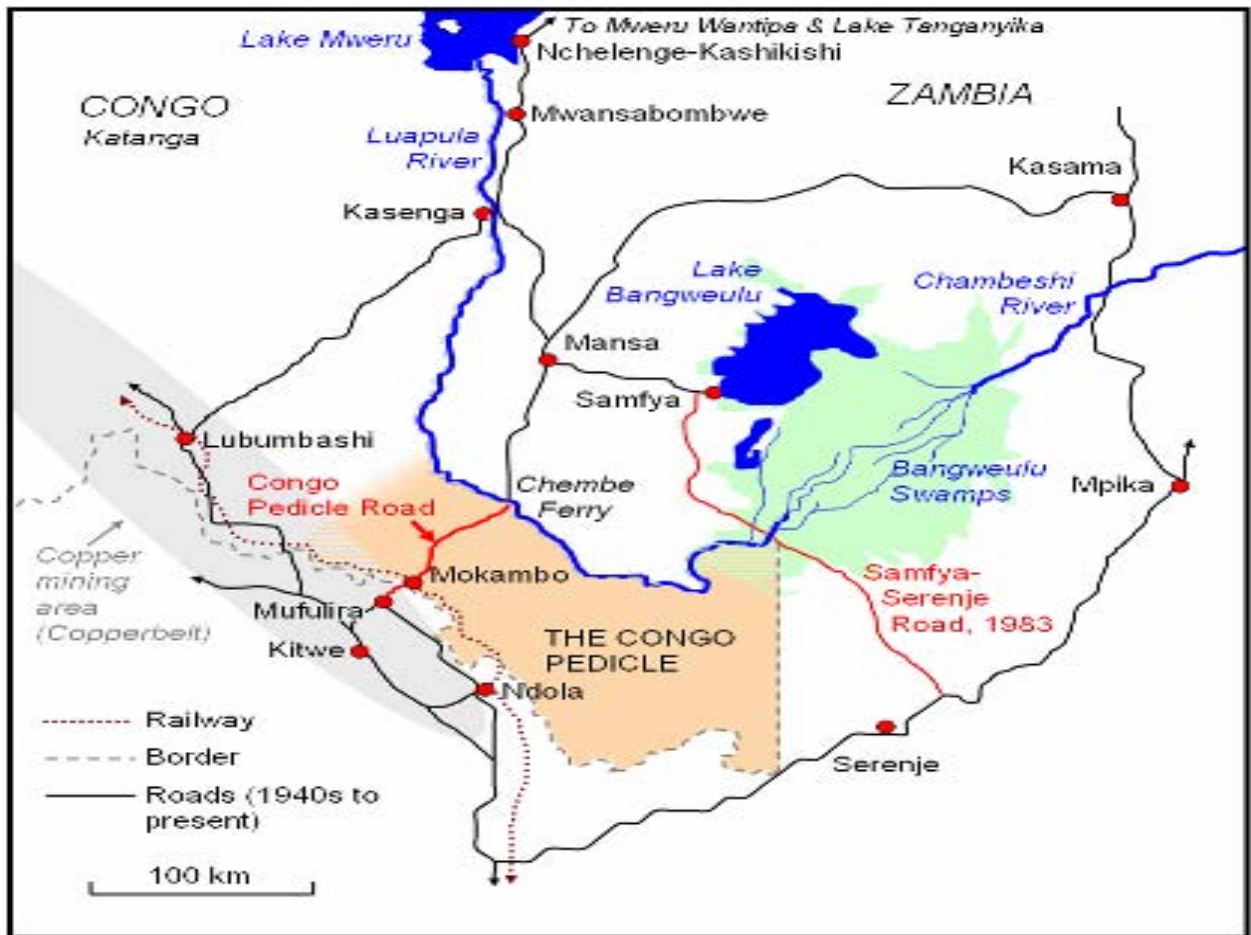 To Mweru Wantipa & Lake Tanganyika
Lake Mweru
Nchelenge-Kashikishi
CONGO
Katanga
ZAMBIA
Mwansabombwe
Luapula
River
Kasama
Kasenga
Lake
Bangweulu
Chambeshi
River
Mansa
Samfya
Lubumbashi
Congo
Pedicle Road
Chembe
Ferry
Bangweulu
Swamps
Mpika
Copper
mining
area
(Copperbelt)
Mokambo
Samfya-
Serenje
Road, 1983
Mufulira
THE CONGO
PEDICLE
Kitwe
Ndola
Serenje
Railway
Border
Roads (1940s to
present)
100 km